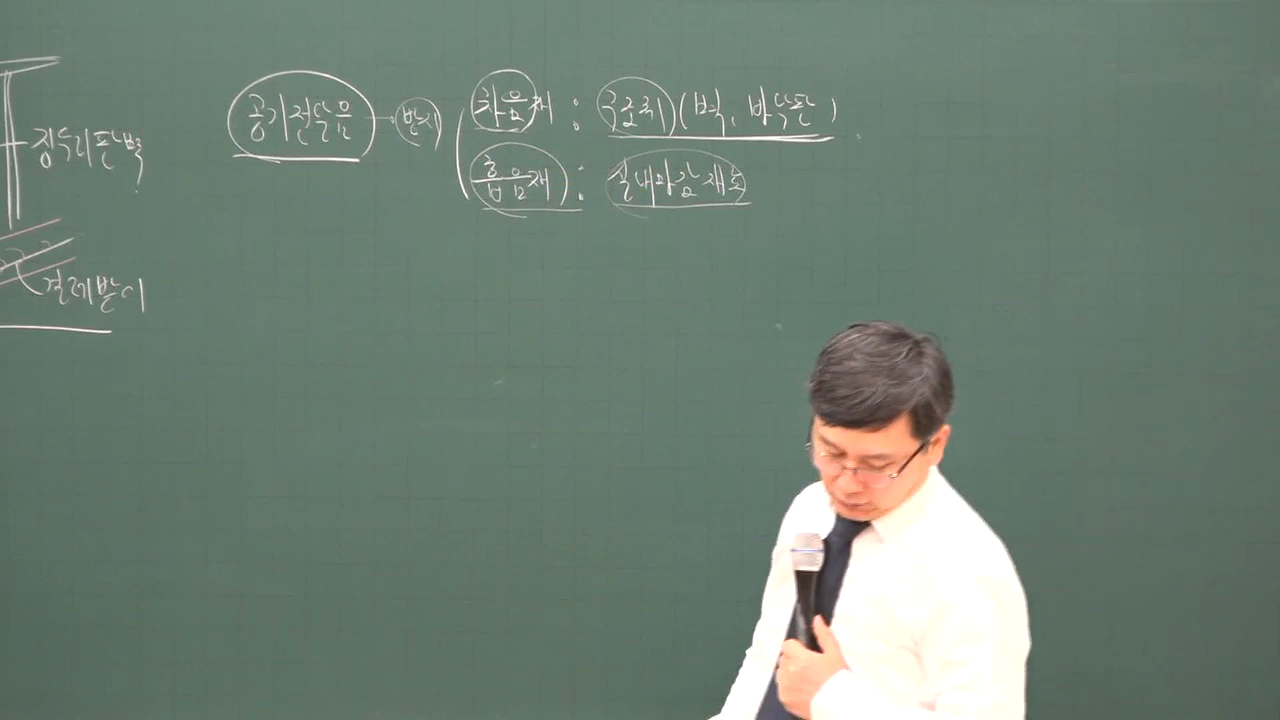 징두리판벽
걸레받이
공기전달음 → 방지
차음재 : 구조체 (벽, 바닥판)
흡음재 : 실내마감재료